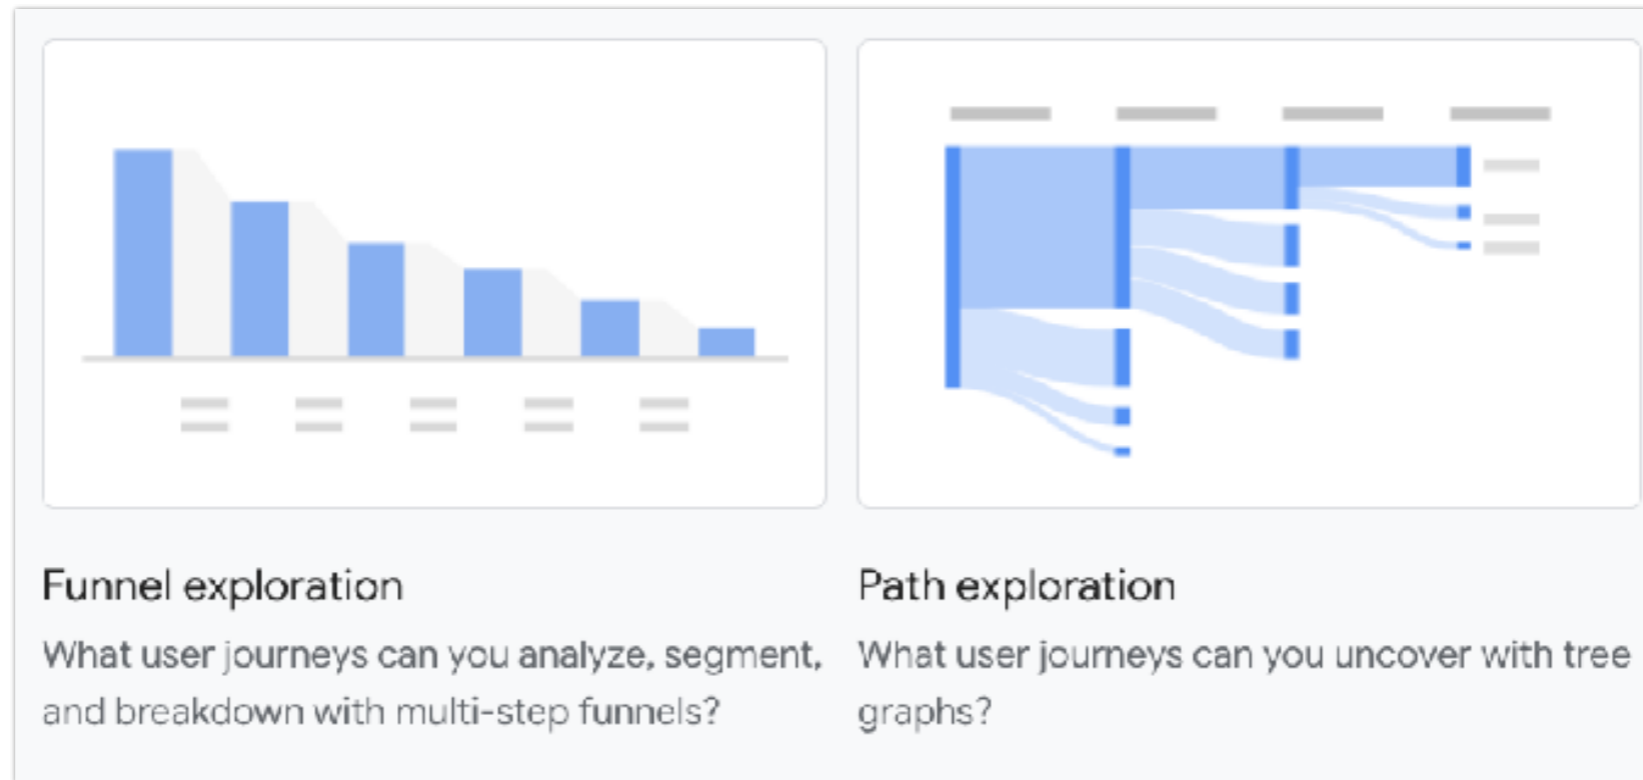 Funnel exploration
What user journeys can you analyze, segment,
and breakdown with multi-step funnels?
Path exploration
What user journeys can you uncover with tree
graphs?